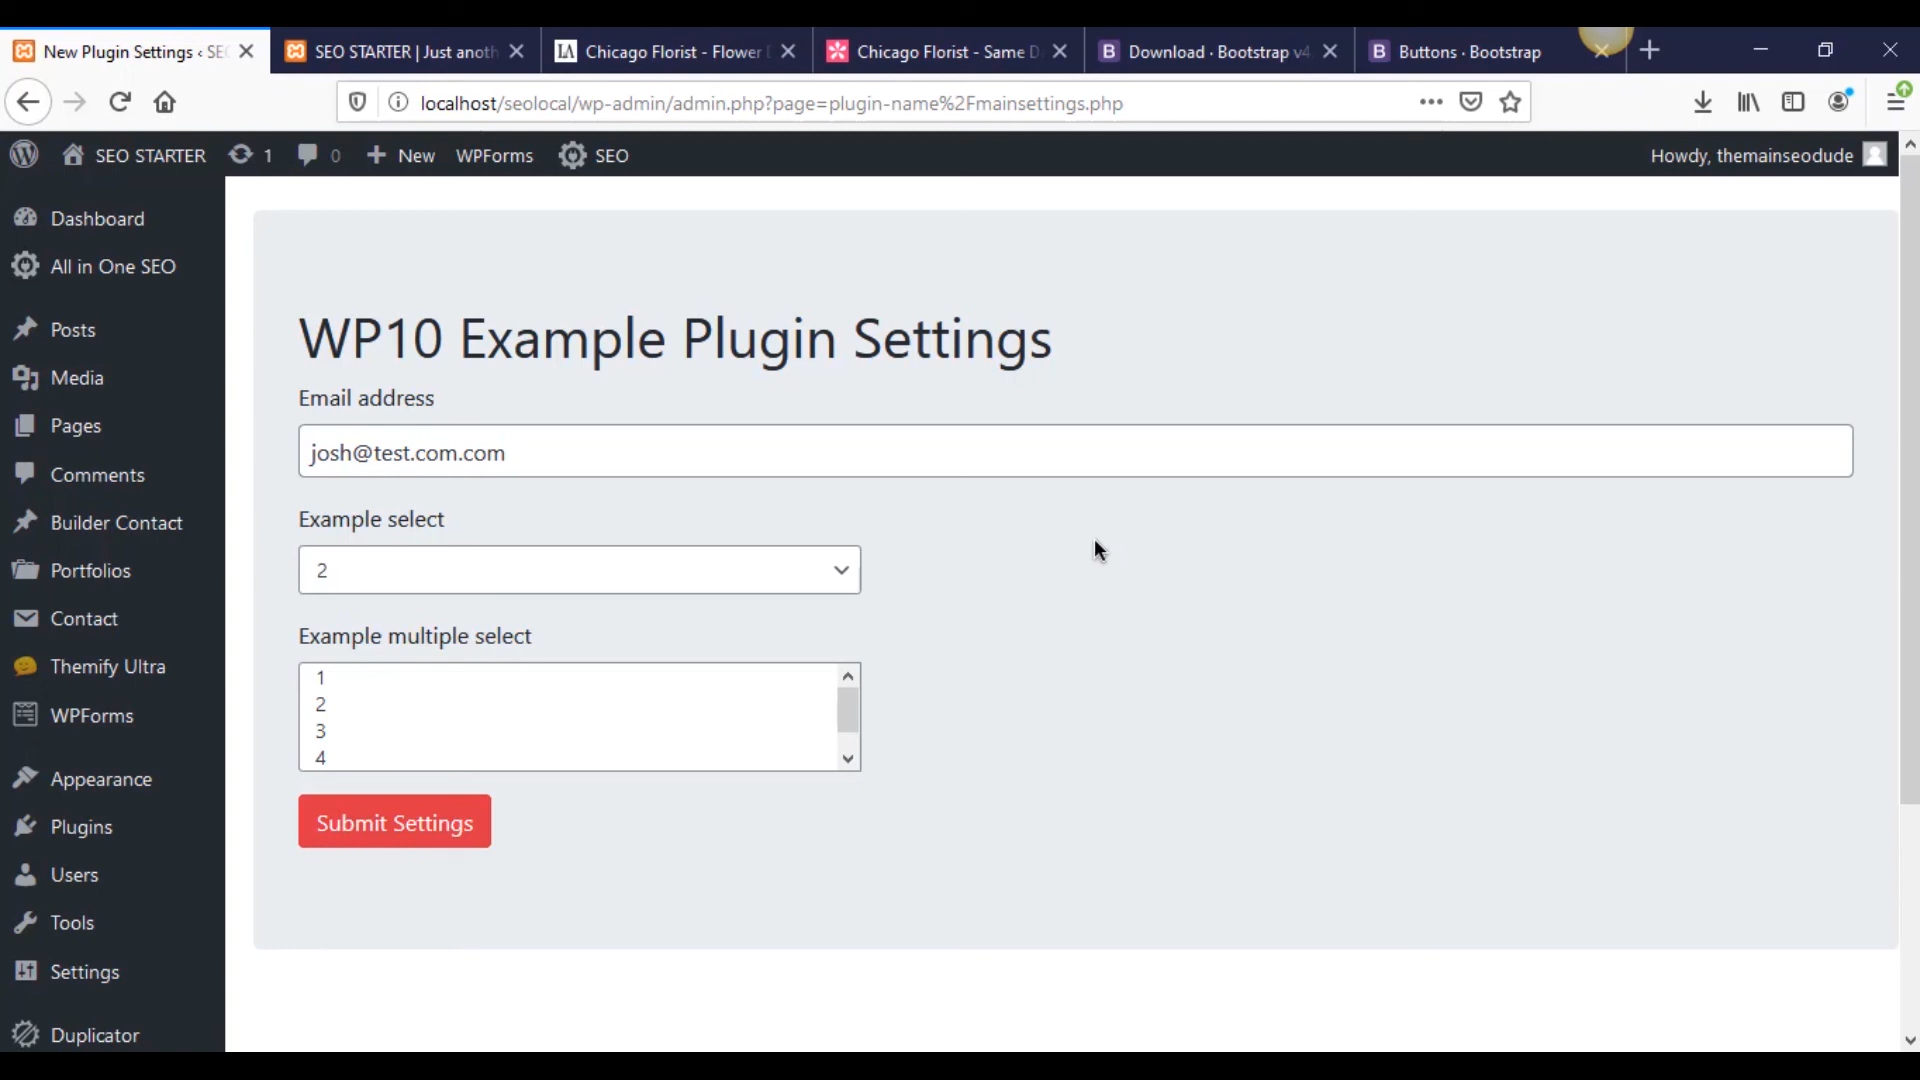 New Plugin Settings ‹ SE
SEO STARTER | Just anoth
LA Chicago Florist - Flower
Chicago Florist - Same D
B Download · Bootstrap v4
B Buttons · Bootstrap
localhost/seolocal/wp-admin/admin.php?page=plugin-name%2Fmainsettings.php
SEO STARTER 1 0 + New WPForms SEO Howdy, themainseodude
Dashboard
All in One SEO
Posts
Media
Pages
Comments
Builder Contact
Portfolios
Contact
Themify Ultra
WPForms
Appearance
Plugins
Users
Tools
Settings
Duplicator
WP10 Example Plugin Settings
Email address
josh@test.com.com
Example select
2
Example multiple select
1
2
3
4
Submit Settings